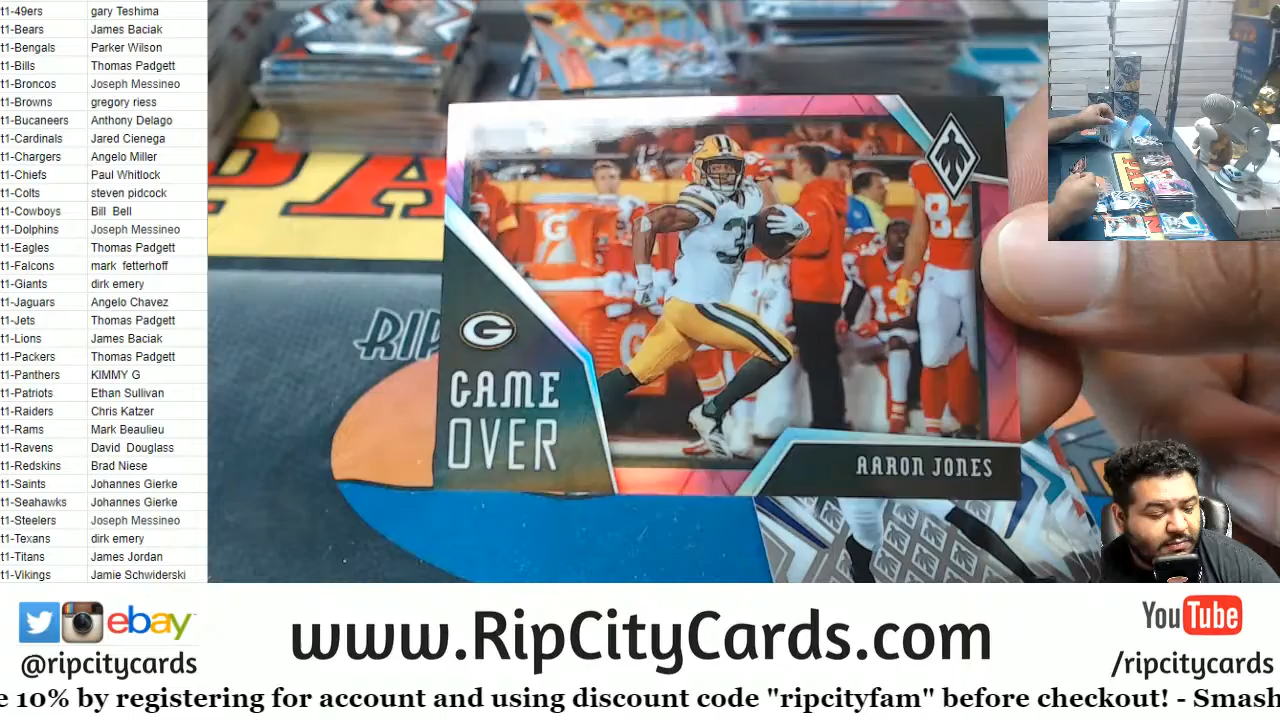 t1-49ers gary Teshima
t1-Bears James Baciak
t1-Bengals Parker Wilson
t1-Bills Thomas Padgett
t1-Broncos Joseph Messineo
t1-Browns gregory riess
t1-Bucaneers Anthony Delago
t1-Cardinals Jared Cienega
t1-Chargers Angelo Miller
t1-Chiefs Paul Whitlock
t1-Colts steven pidcock
t1-Cowboys Bill Bell
t1-Dolphins Joseph Messineo
t1-Eagles Thomas Padgett
t1-Falcons mark fetterhoff
t1-Giants dirk emery
t1-Jaguars Angelo Chavez
t1-Jets Thomas Padgett
t1-Lions James Baciak
t1-Packers Thomas Padgett
t1-Panthers KIMMY G
t1-Patriots Ethan Sullivan
t1-Raiders Chris Katzer
t1-Rams Mark Beaulieu
t1-Ravens David Douglass
t1-Redskins Brad Niese
t1-Saints Johannes Gierke
t1-Seahawks Johannes Gierke
t1-Steelers Joseph Messineo
t1-Texans dirk emery
t1-Titans James Jordan
t1-Vikings Jamie Schwiderski
PA
RIP
G
87
G
GAME
OVER
AARON JONES
ebay
@ripcitycards
www.RipCityCards.com
YouTube
/ripcitycards
e 10% by registering for account and using discount code "ripcityfam" before checkout! - Smash